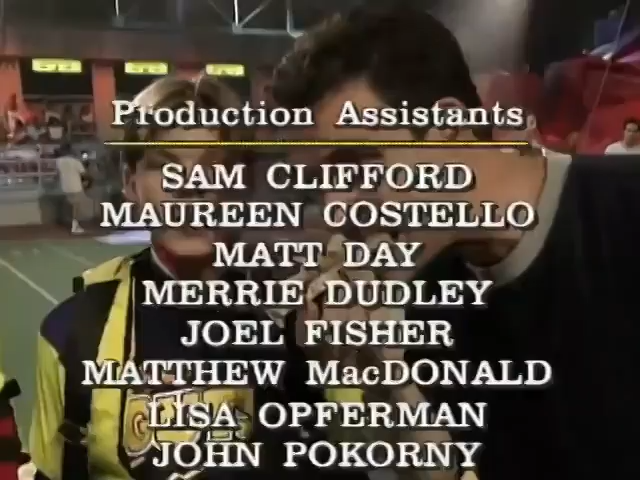 Production Assistants
SAM CLIFFORD
MAUREEN COSTELLO
MATT DAY
MERRIE DUDLEY
JOEL FISHER
MATTHEW MacDONALD
LISA OPFERMAN
JOHN POKORNY